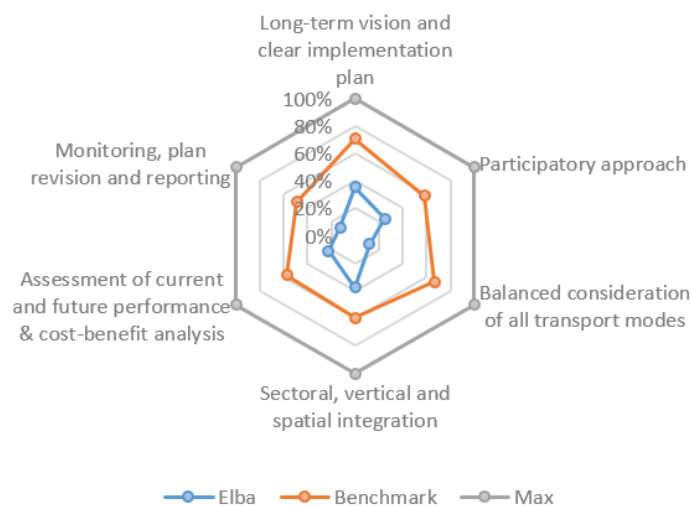 Long-term vision and
clear implementation
plan
100%
80%
60%
40%
20%
0%
Participatory approach
Balanced consideration
of all transport modes
Sectoral, vertical and
spatial integration
Assessment of current
and future performance
& cost-benefit analysis
Monitoring, plan
revision and reporting
Elba
Benchmark
Max